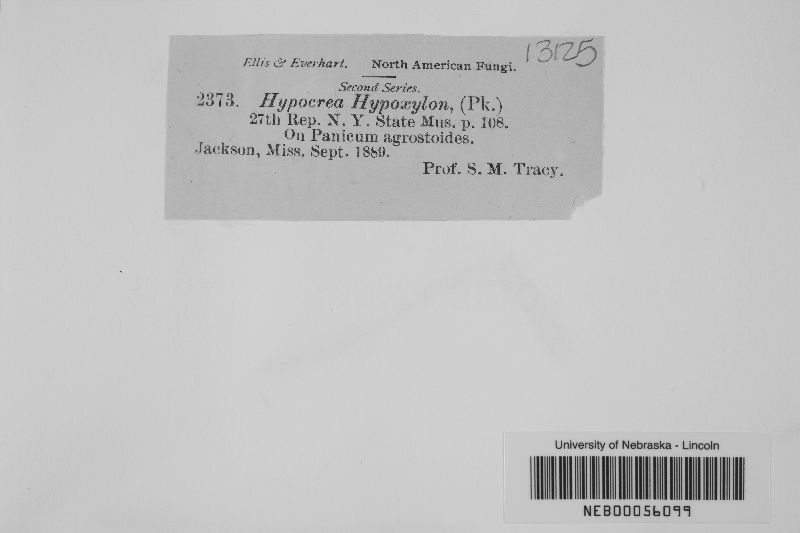 13125
Ellis & Everhart. North American Fungi.
Second Series.
2373. Hypocrea Hypoxylon, (Pk.)
27th Rep. N. Y. State Mus. p. 108.
On Panicum agrostoides.
Jackson, Miss. Sept. 1889.
Prof. S. M. Tracy.
University of Nebraska - Lincoln
NEB00056099